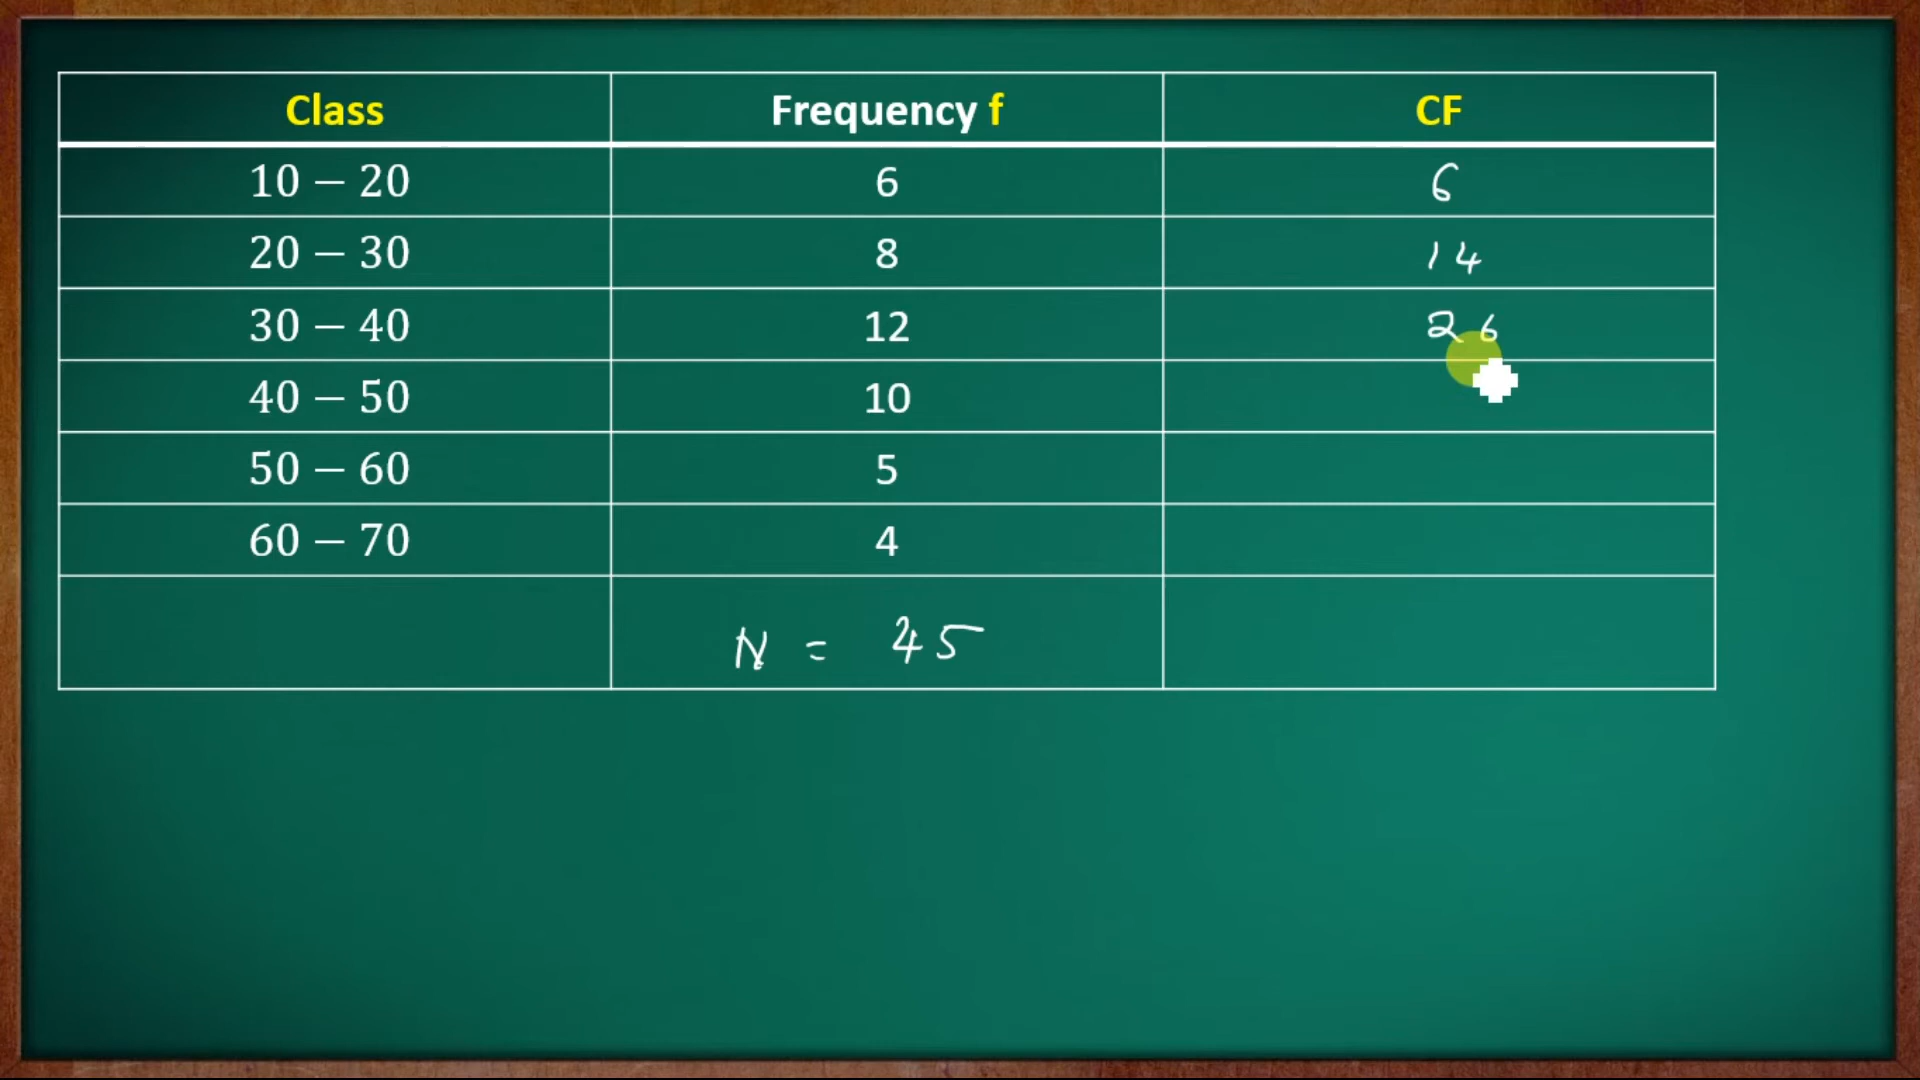 Class Frequency f CF
10 – 20 6 6
20 – 30 8 14
30 – 40 12 26
40 – 50 10
50 – 60 5
60 – 70 4
N = 45